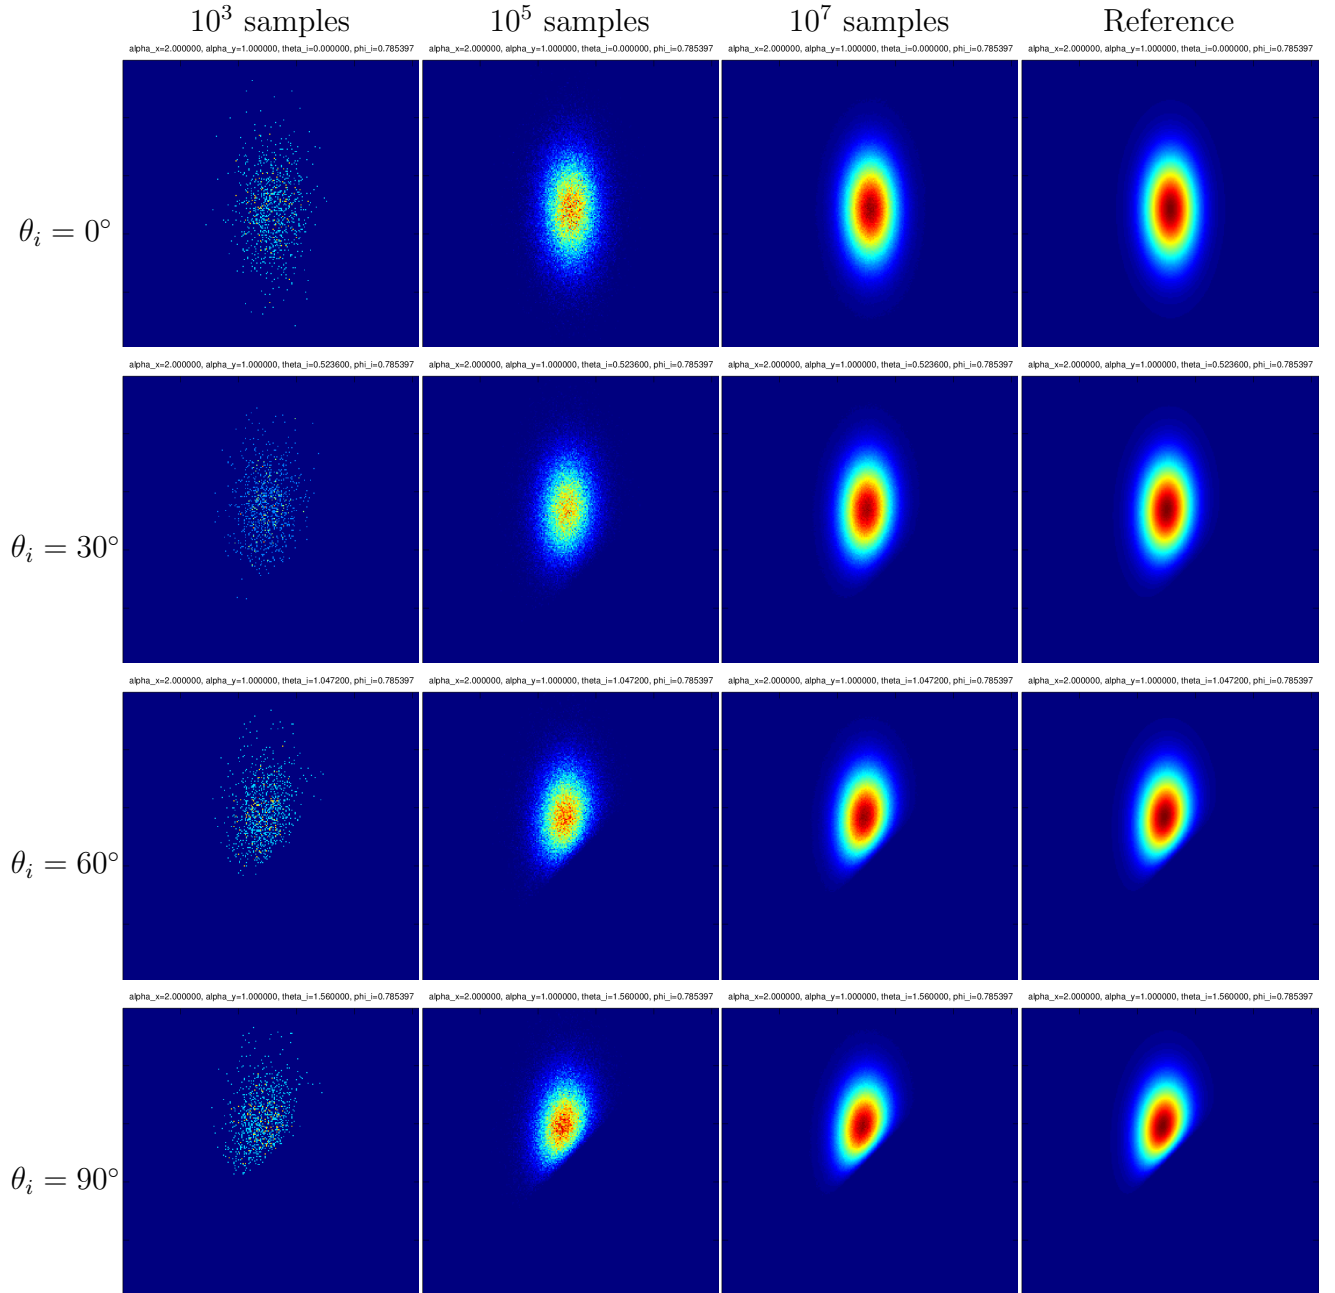 10³ samples 10⁵ samples 10⁷ samples Reference
alpha_x=2.000000, alpha_y=1.000000, theta_i=0.000000, phi_i=0.785397 alpha_x=2.000000, alpha_y=1.000000, theta_i=0.000000, phi_i=0.785397 alpha_x=2.000000, alpha_y=1.000000, theta_i=0.000000, phi_i=0.785397 alpha_x=2.000000, alpha_y=1.000000, theta_i=0.000000, phi_i=0.785397
θᵢ = 0°
alpha_x=2.000000, alpha_y=1.000000, theta_i=0.523600, phi_i=0.785397 alpha_x=2.000000, alpha_y=1.000000, theta_i=0.523600, phi_i=0.785397 alpha_x=2.000000, alpha_y=1.000000, theta_i=0.523600, phi_i=0.785397 alpha_x=2.000000, alpha_y=1.000000, theta_i=0.523600, phi_i=0.785397
θᵢ = 30°
alpha_x=2.000000, alpha_y=1.000000, theta_i=1.047200, phi_i=0.785397 alpha_x=2.000000, alpha_y=1.000000, theta_i=1.047200, phi_i=0.785397 alpha_x=2.000000, alpha_y=1.000000, theta_i=1.047200, phi_i=0.785397 alpha_x=2.000000, alpha_y=1.000000, theta_i=1.047200, phi_i=0.785397
θᵢ = 60°
alpha_x=2.000000, alpha_y=1.000000, theta_i=1.560000, phi_i=0.785397 alpha_x=2.000000, alpha_y=1.000000, theta_i=1.560000, phi_i=0.785397 alpha_x=2.000000, alpha_y=1.000000, theta_i=1.560000, phi_i=0.785397 alpha_x=2.000000, alpha_y=1.000000, theta_i=1.560000, phi_i=0.785397
θᵢ = 90°